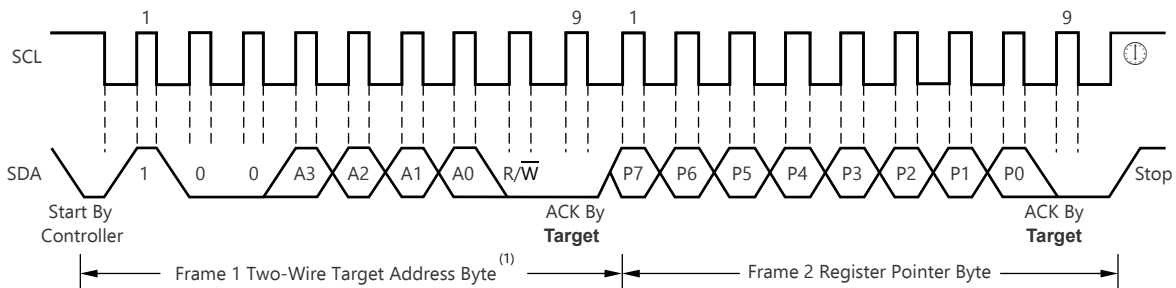 1 9 1 9
SCL
SDA 1 0 0 A3 A2 A1 A0 R/W̅ P7 P6 P5 P4 P3 P2 P1 P0 Stop
Start By ACK By ACK By
Controller Target Target
Frame 1 Two-Wire Target Address Byte (1) Frame 2 Register Pointer Byte